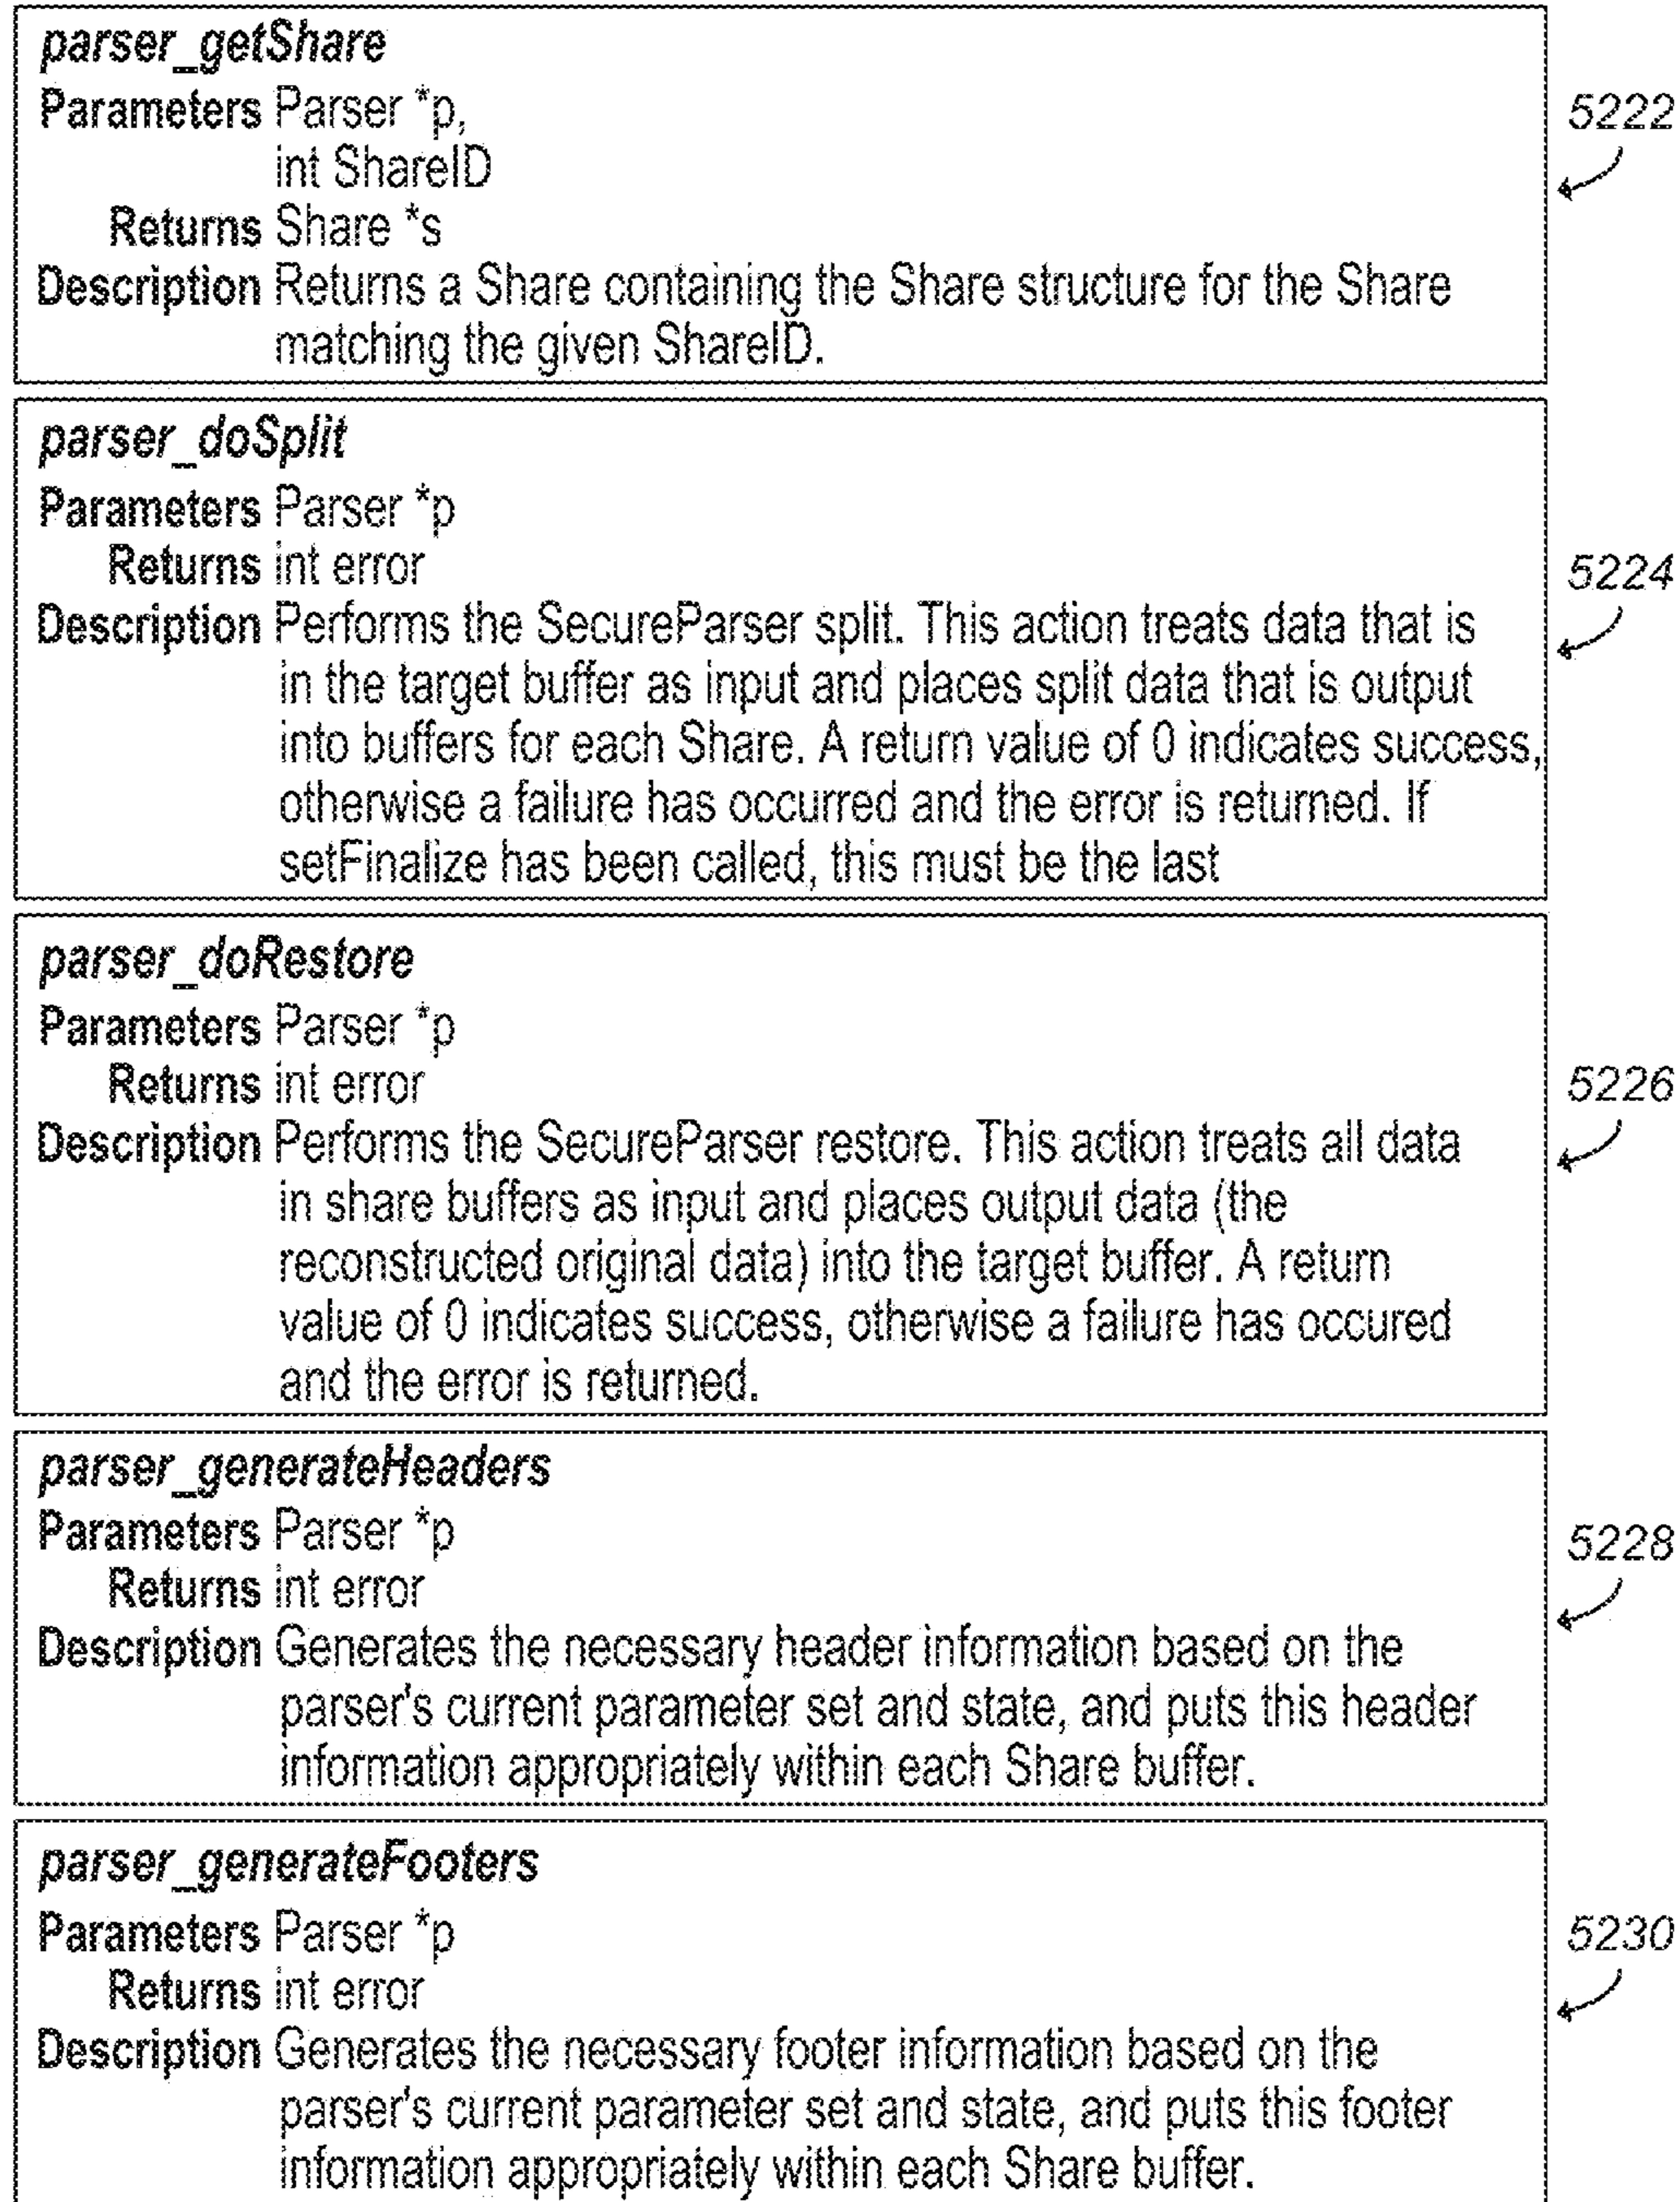 parser_getShare
Parameters Parser *p,
int ShareID
5222
Returns Share *s
Description Returns a Share containing the Share structure for the Share
matching the given ShareID.
parser_doSplit
Parameters Parser *p
Returns int error
5224
Description Performs the SecureParser split. This action treats data that is
in the target buffer as input and places split data that is output
into buffers for each Share. A return value of 0 indicates success,
otherwise a failure has occurred and the error is returned. If
setFinalize has been called, this must be the last
parser_doRestore
Parameters Parser *p
Returns int error
5226
Description Performs the SecureParser restore. This action treats all data
in share buffers as input and places output data (the
reconstructed original data) into the target buffer. A return
value of 0 indicates success, otherwise a failure has occured
and the error is returned.
parser_generateHeaders
Parameters Parser *p
5228
Returns int error
Description Generates the necessary header information based on the
parser's current parameter set and state, and puts this header
information appropriately within each Share buffer.
parser_generateFooters
Parameters Parser *p
5230
Returns int error
Description Generates the necessary footer information based on the
parser's current parameter set and state, and puts this footer
information appropriately within each Share buffer.